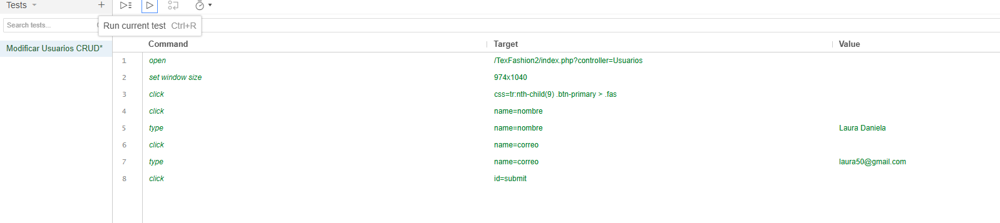 Tests
Search tests...
Run current test Ctrl+R
Modificar Usuarios CRUD*
Command Target Value
1 open /TexFashion2/index.php?controller=Usuarios
2 set window size 974x1040
3 click css=tr:nth-child(9) .btn-primary > .fas
4 click name=nombre
5 type name=nombre Laura Daniela
6 click name=correo
7 type name=correo laura50@gmail.com
8 click id=submit